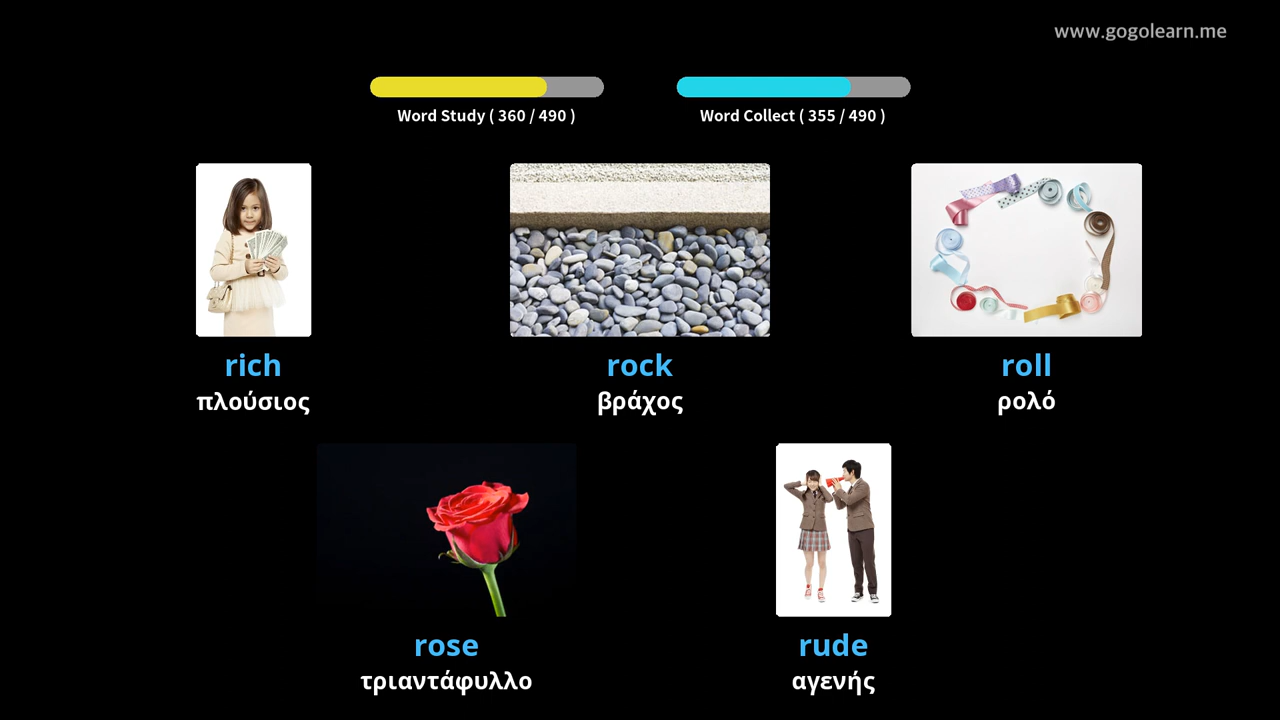 www.gogolearn.me
Word Study ( 360 / 490 )
Word Collect ( 355 / 490 )
rich
πλούσιος
rock
βράχος
roll
ρολό
rose
τριαντάφυλλο
rude
αγενής